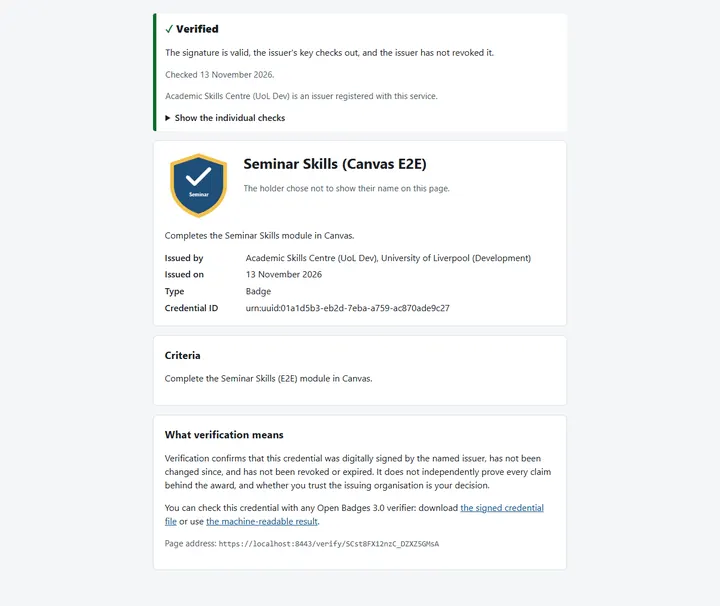 ✓ Verified
The signature is valid, the issuer's key checks out, and the issuer has not revoked it.
Checked 13 November 2026.
Academic Skills Centre (UoL Dev) is an issuer registered with this service.
▶ Show the individual checks
Seminar
Seminar Skills (Canvas E2E)
The holder chose not to show their name on this page.
Completes the Seminar Skills module in Canvas.
Issued by Academic Skills Centre (UoL Dev), University of Liverpool (Development)
Issued on 13 November 2026
Type Badge
Credential ID urn:uuid:01a1d5b3-eb2d-7eba-a759-ac870ade9c27
Criteria
Complete the Seminar Skills (E2E) module in Canvas.
What verification means
Verification confirms that this credential was digitally signed by the named issuer, has not been
changed since, and has not been revoked or expired. It does not independently prove every claim
behind the award, and whether you trust the issuing organisation is your decision.
You can check this credential with any Open Badges 3.0 verifier: download the signed credential
file or use the machine-readable result.
Page address: https://localhost:8443/verify/SCst8FX12nzC_DZXZ5GMsA